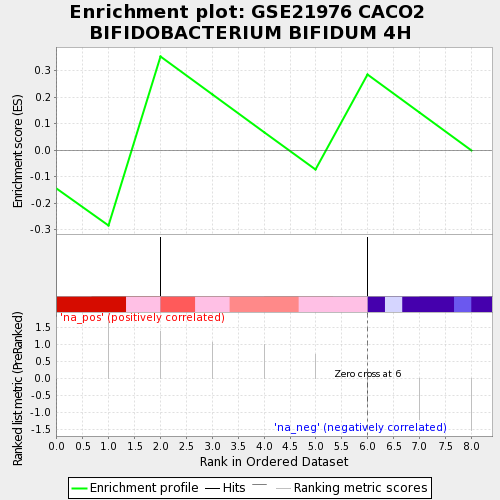 Enrichment plot: GSE21976 CACO2
BIFIDOBACTERIUM BIFIDUM 4H
Enrichment score (ES)
0.3
0.2
0.1
0.0
-0.1
-0.2
-0.3
'na_pos' (positively correlated)
Ranked list metric (PreRanked)
1.5
1.0
0.5
0.0
-0.5
-1.0
-1.5
Zero cross at 6
'na_neg' (negatively correlated)
0.0 0.5 1.0 1.5 2.0 2.5 3.0 3.5 4.0 4.5 5.0 5.5 6.0 6.5 7.0 7.5 8.0
Rank in Ordered Dataset
Enrichment profile Hits Ranking metric scores